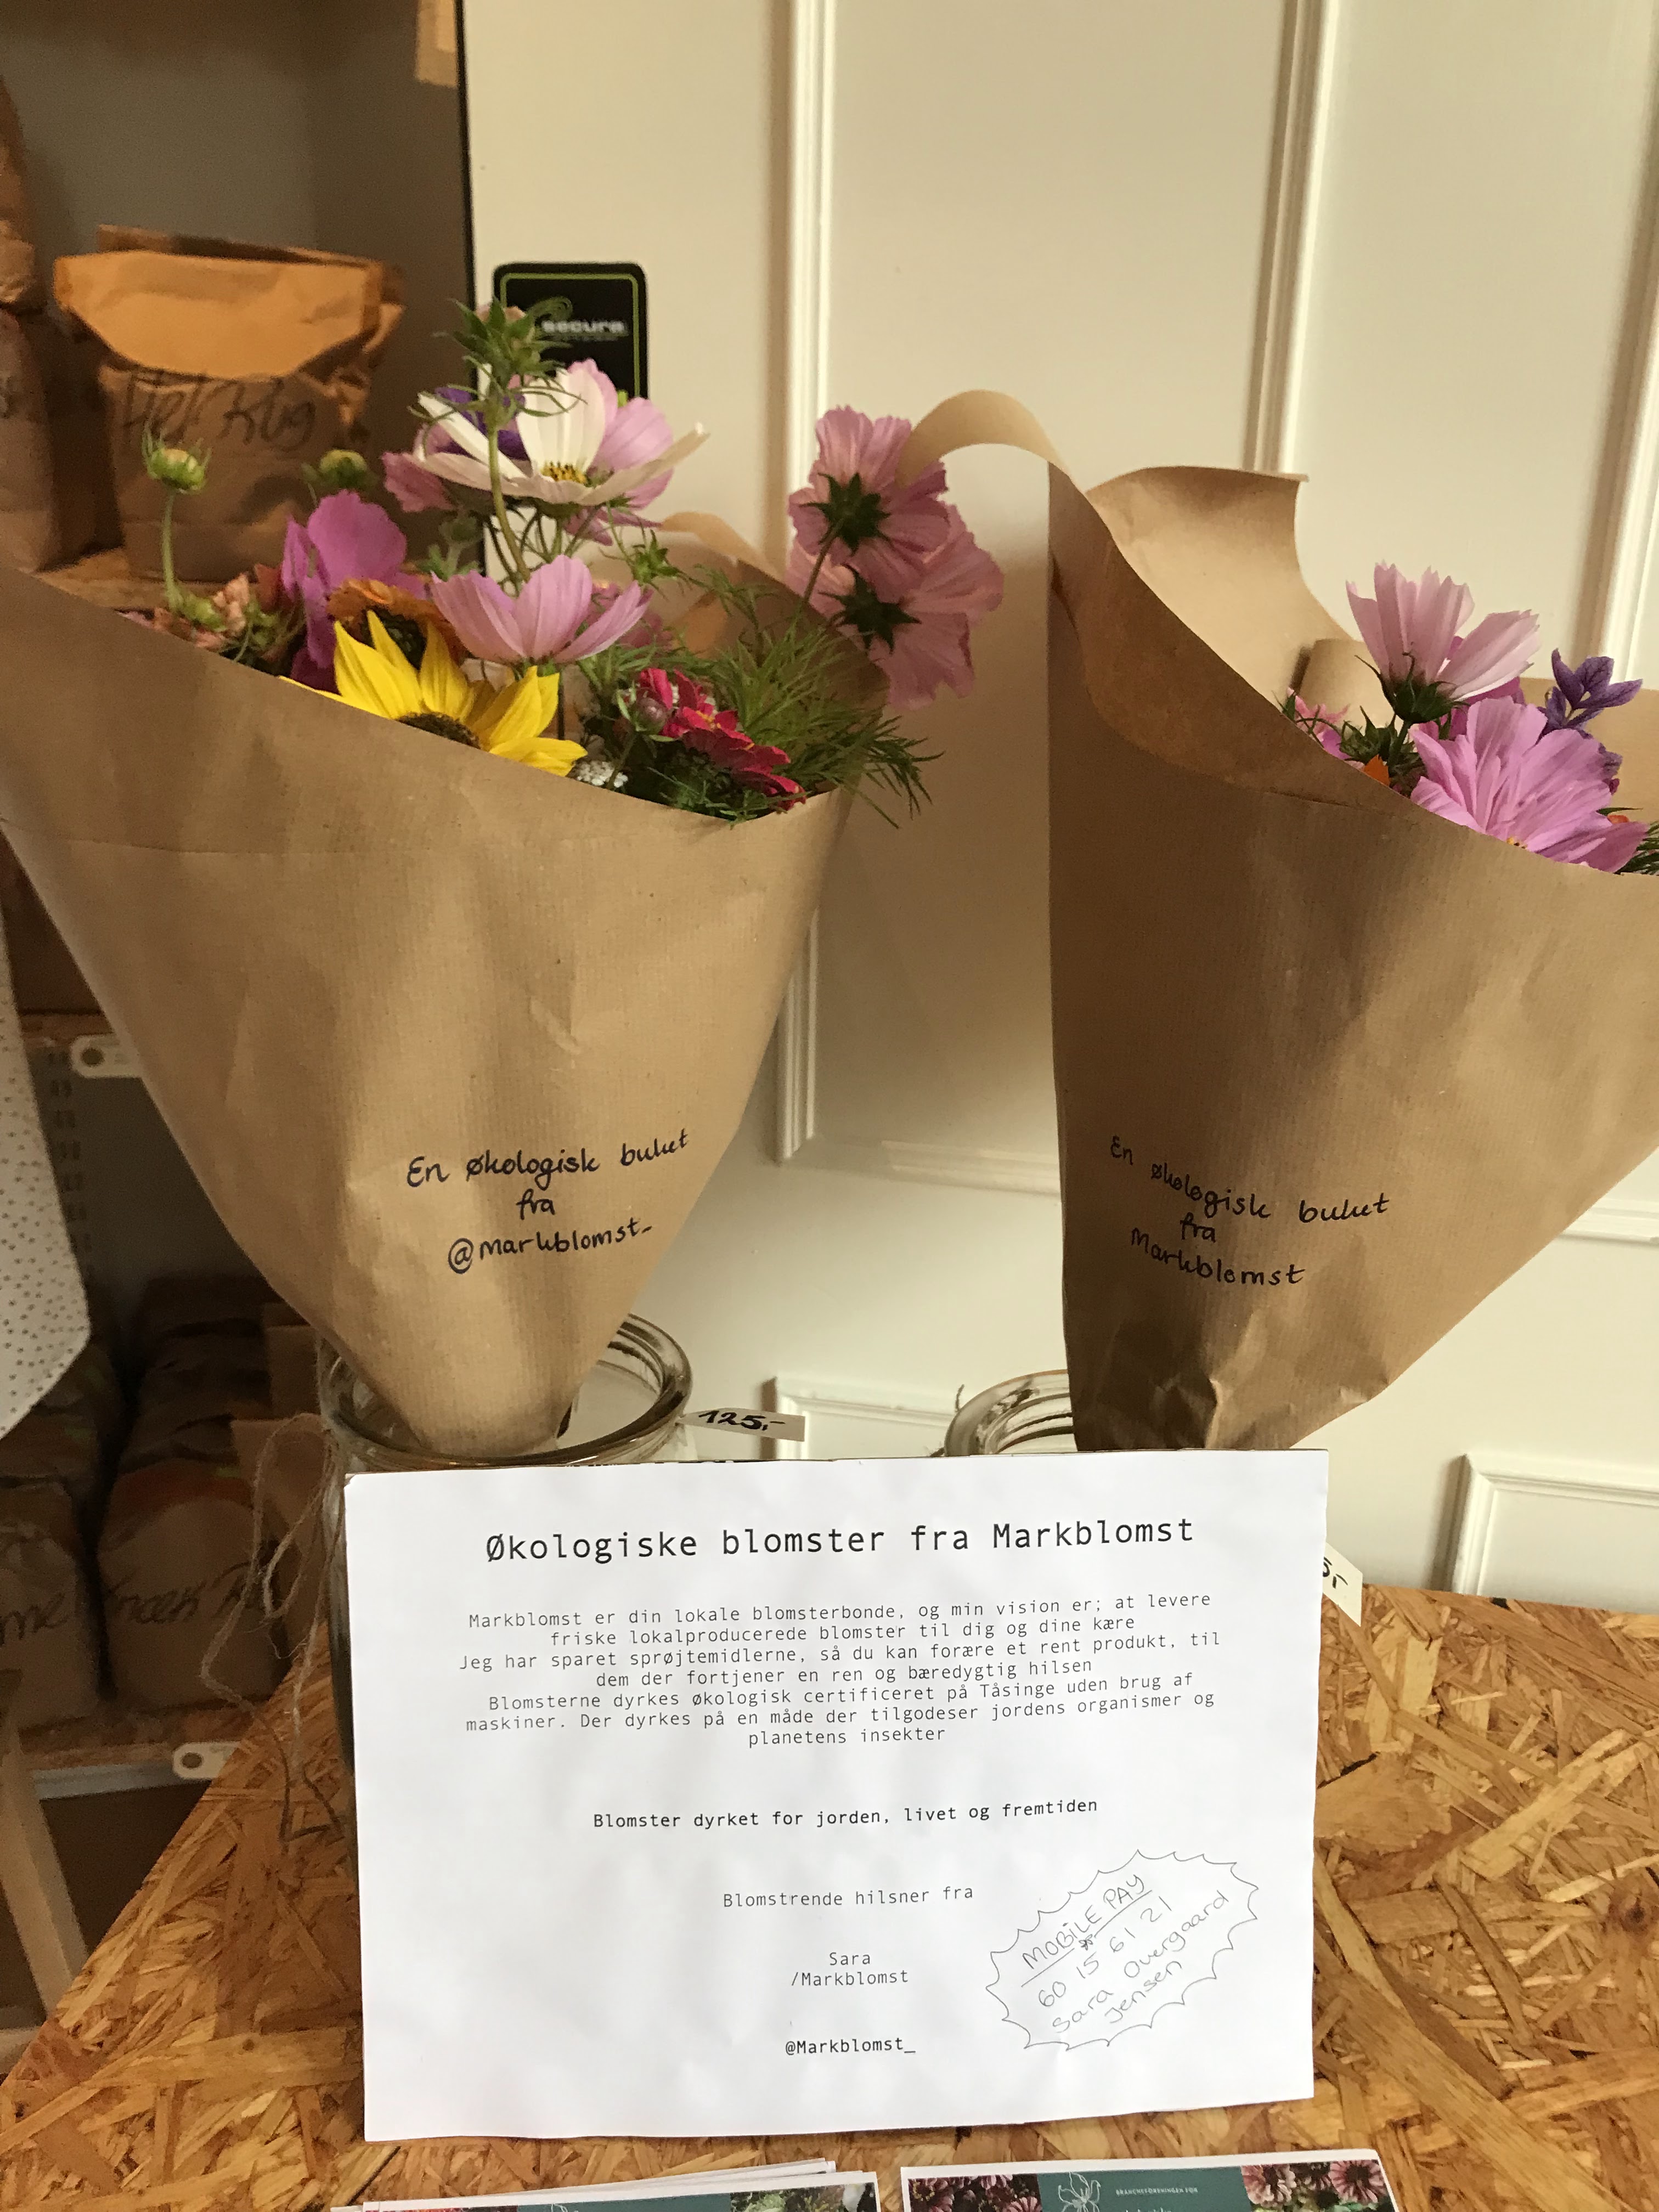 secura
Hel Rug
En økologisk buket
fra
@markblomst_
En økologisk buket
fra
Markblomst
125,-
5,-
Økologiske blomster fra Markblomst
Markblomst er din lokale blomsterbonde, og min vision er; at levere
friske lokalproducerede blomster til dig og dine kære
Jeg har sparet sprøjtemidlerne, så du kan forære et rent produkt, til
dem der fortjener en ren og bæredygtig hilsen
Blomsterne dyrkes økologisk certificeret på Tåsinge uden brug af
maskiner. Der dyrkes på en måde der tilgodeser jordens organismer og
planetens insekter
Blomster dyrket for jorden, livet og fremtiden
Blomstrende hilsner fra
Sara
/Markblomst
@Markblomst_
MOBILE PAY
60 15 61 21
Sara Overgaard
Jensen
BRANCHEFORENINGEN FOR